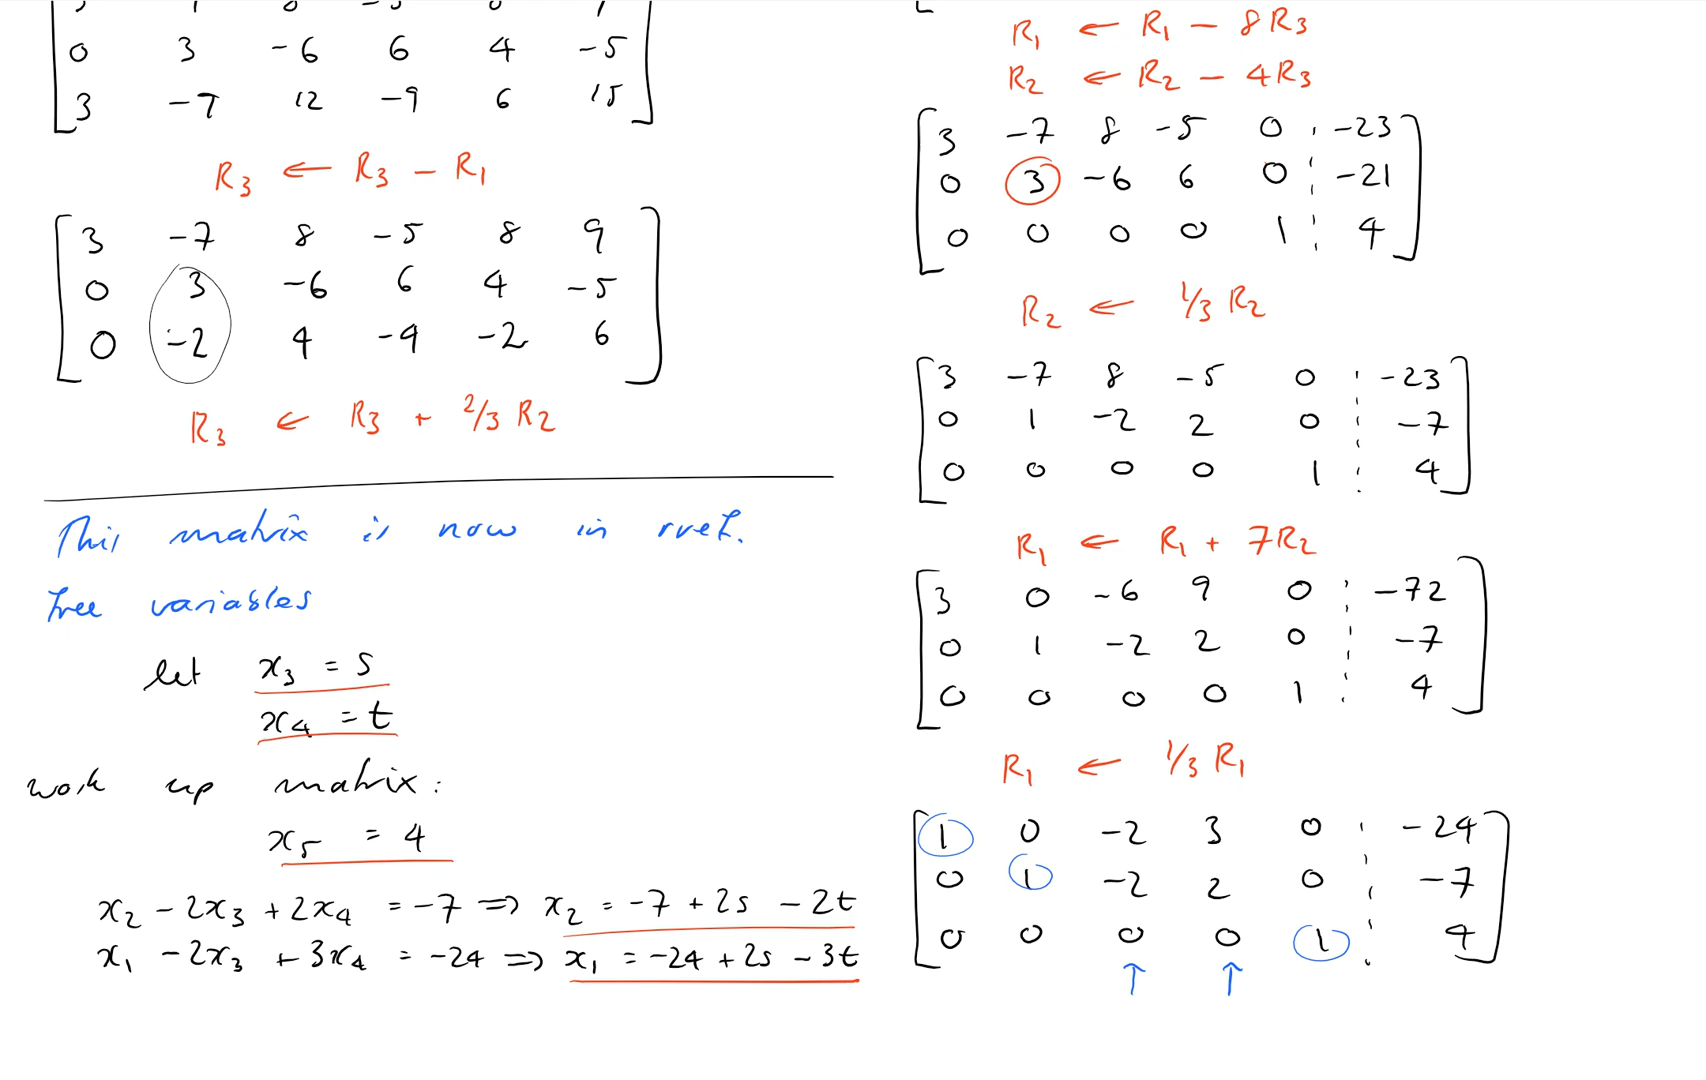 0 3 -6 6 4 -5
3 -7 12 -9 6 15
R₃ ← R₃ - R₁
3 -7 8 -5 8 9
0 3 -6 6 4 -5
0 -2 4 -4 -2 6
R₃ ← R₃ + 2/3 R₂
This matrix is now in rref.
free variables
let x₃ = s
x₄ = t
work up matrix:
x₅ = 4
x₂ - 2x₃ + 2x₄ = -7 ⇒ x₂ = -7 + 2s - 2t
x₁ - 2x₃ + 3x₄ = -24 ⇒ x₁ = -24 + 2s - 3t
R₁ ← R₁ - 8R₃
R₂ ← R₂ - 4R₃
3 -7 8 -5 0 -23
0 3 -6 6 0 -21
0 0 0 0 1 4
R₂ ← 1/3 R₂
3 -7 8 -5 0 -23
0 1 -2 2 0 -7
0 0 0 0 1 4
R₁ ← R₁ + 7R₂
3 0 -6 9 0 -72
0 1 -2 2 0 -7
0 0 0 0 1 4
R₁ ← 1/3 R₁
1 0 -2 3 0 -24
0 1 -2 2 0 -7
0 0 0 0 1 4
↑ ↑